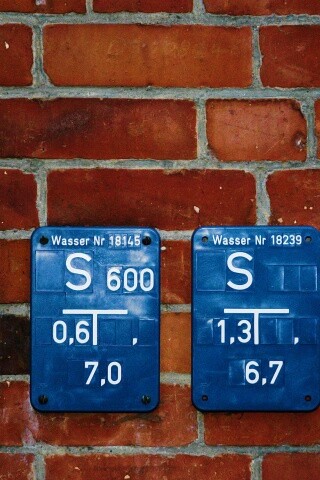 Wasser Nr 18145
S 600
0,6 ,
7,0
Wasser Nr 18239
S
1,3 ,
6,7